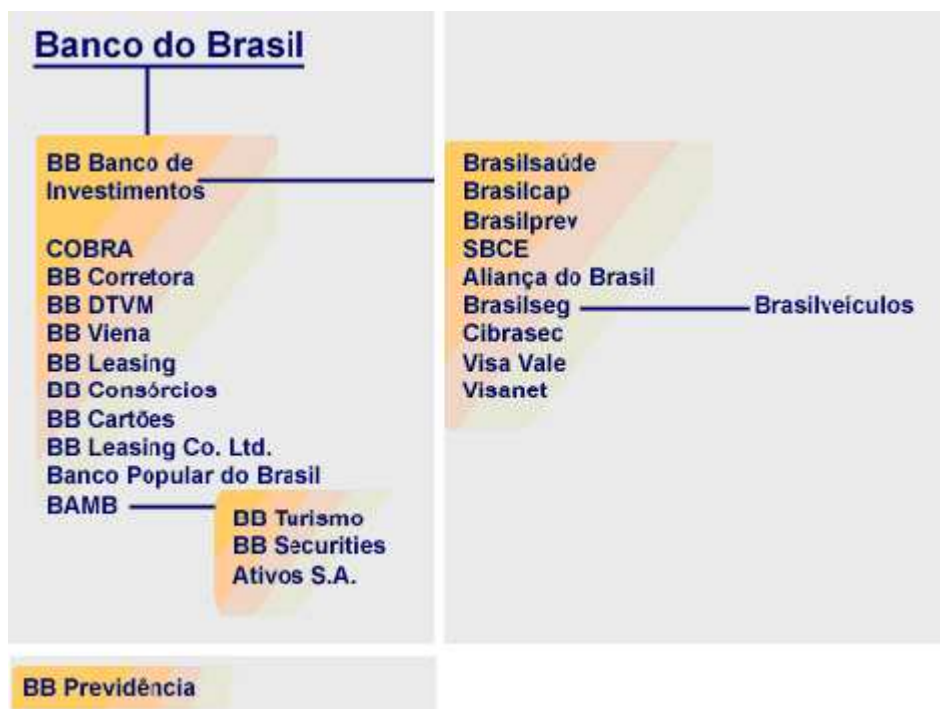 Banco do Brasil
BB Banco de
Investimentos
COBRA
BB Corretora
BB DTVM
BB Viena
BB Leasing
BB Consórcios
BB Cartões
BB Leasing Co. Ltd.
Banco Popular do Brasil
BAMB
BB Turismo
BB Securities
Ativos S.A.
Brasilsaúde
Brasilcap
Brasilprev
SBCE
Aliança do Brasil
Brasilseg
Brasilveículos
Cibrasec
Visa Vale
Visanet
BB Previdência